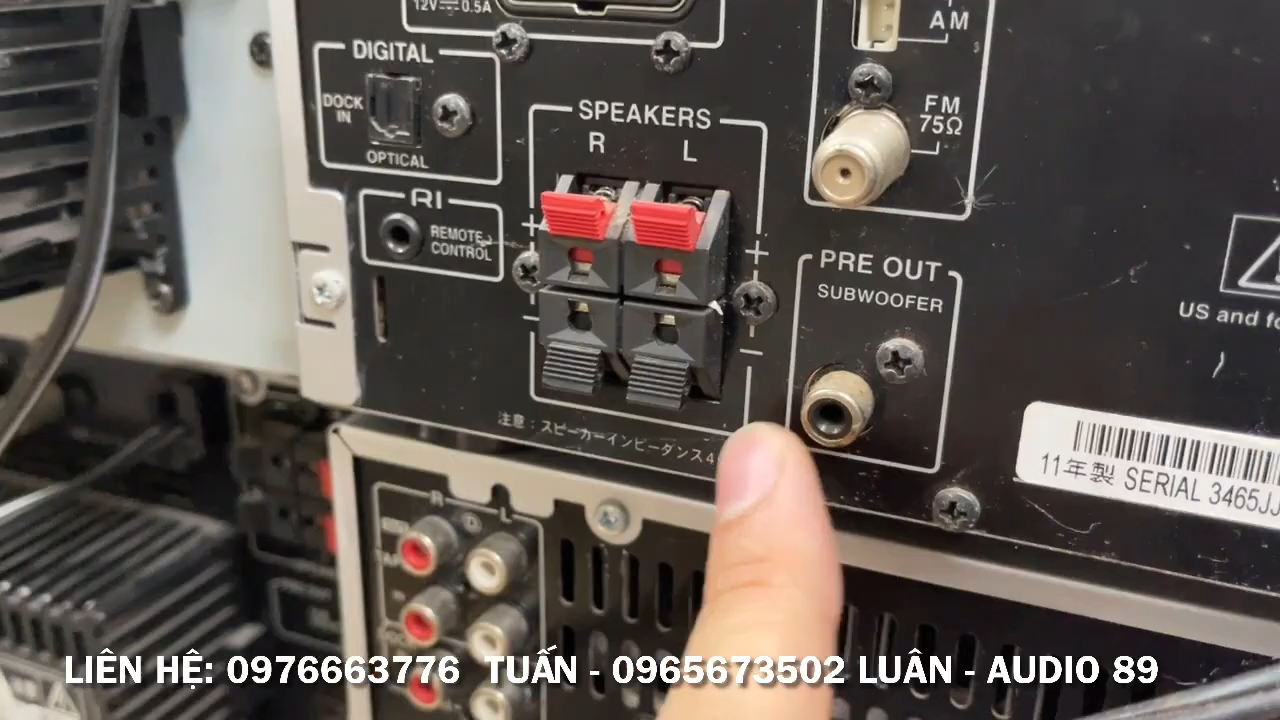 12V⎓0.5A
AM
DIGITAL
DOCK
IN
OPTICAL
RI
REMOTE
CONTROL
SPEAKERS
R L
+ +
− −
注意：スピーカーインピーダンス4
FM
75Ω
PRE OUT
SUBWOOFER
US and fo
11年製 SERIAL 3465JJ
R L
LIÊN HỆ: 0976663776 TUẤN - 0965673502 LUÂN - AUDIO 89